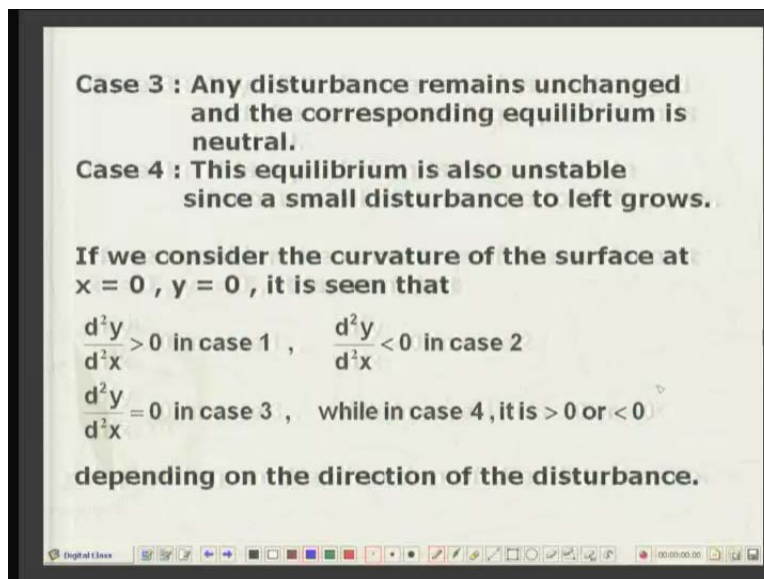 Case 3 : Any disturbance remains unchanged
and the corresponding equilibrium is
neutral.
Case 4 : This equilibrium is also unstable
since a small disturbance to left grows.
If we consider the curvature of the surface at
x = 0 , y = 0 , it is seen that
d²y/d²x > 0 in case 1 , d²y/d²x < 0 in case 2
d²y/d²x = 0 in case 3 , while in case 4 , it is > 0 or < 0
depending on the direction of the disturbance.
Digital Class 00:00:00.00